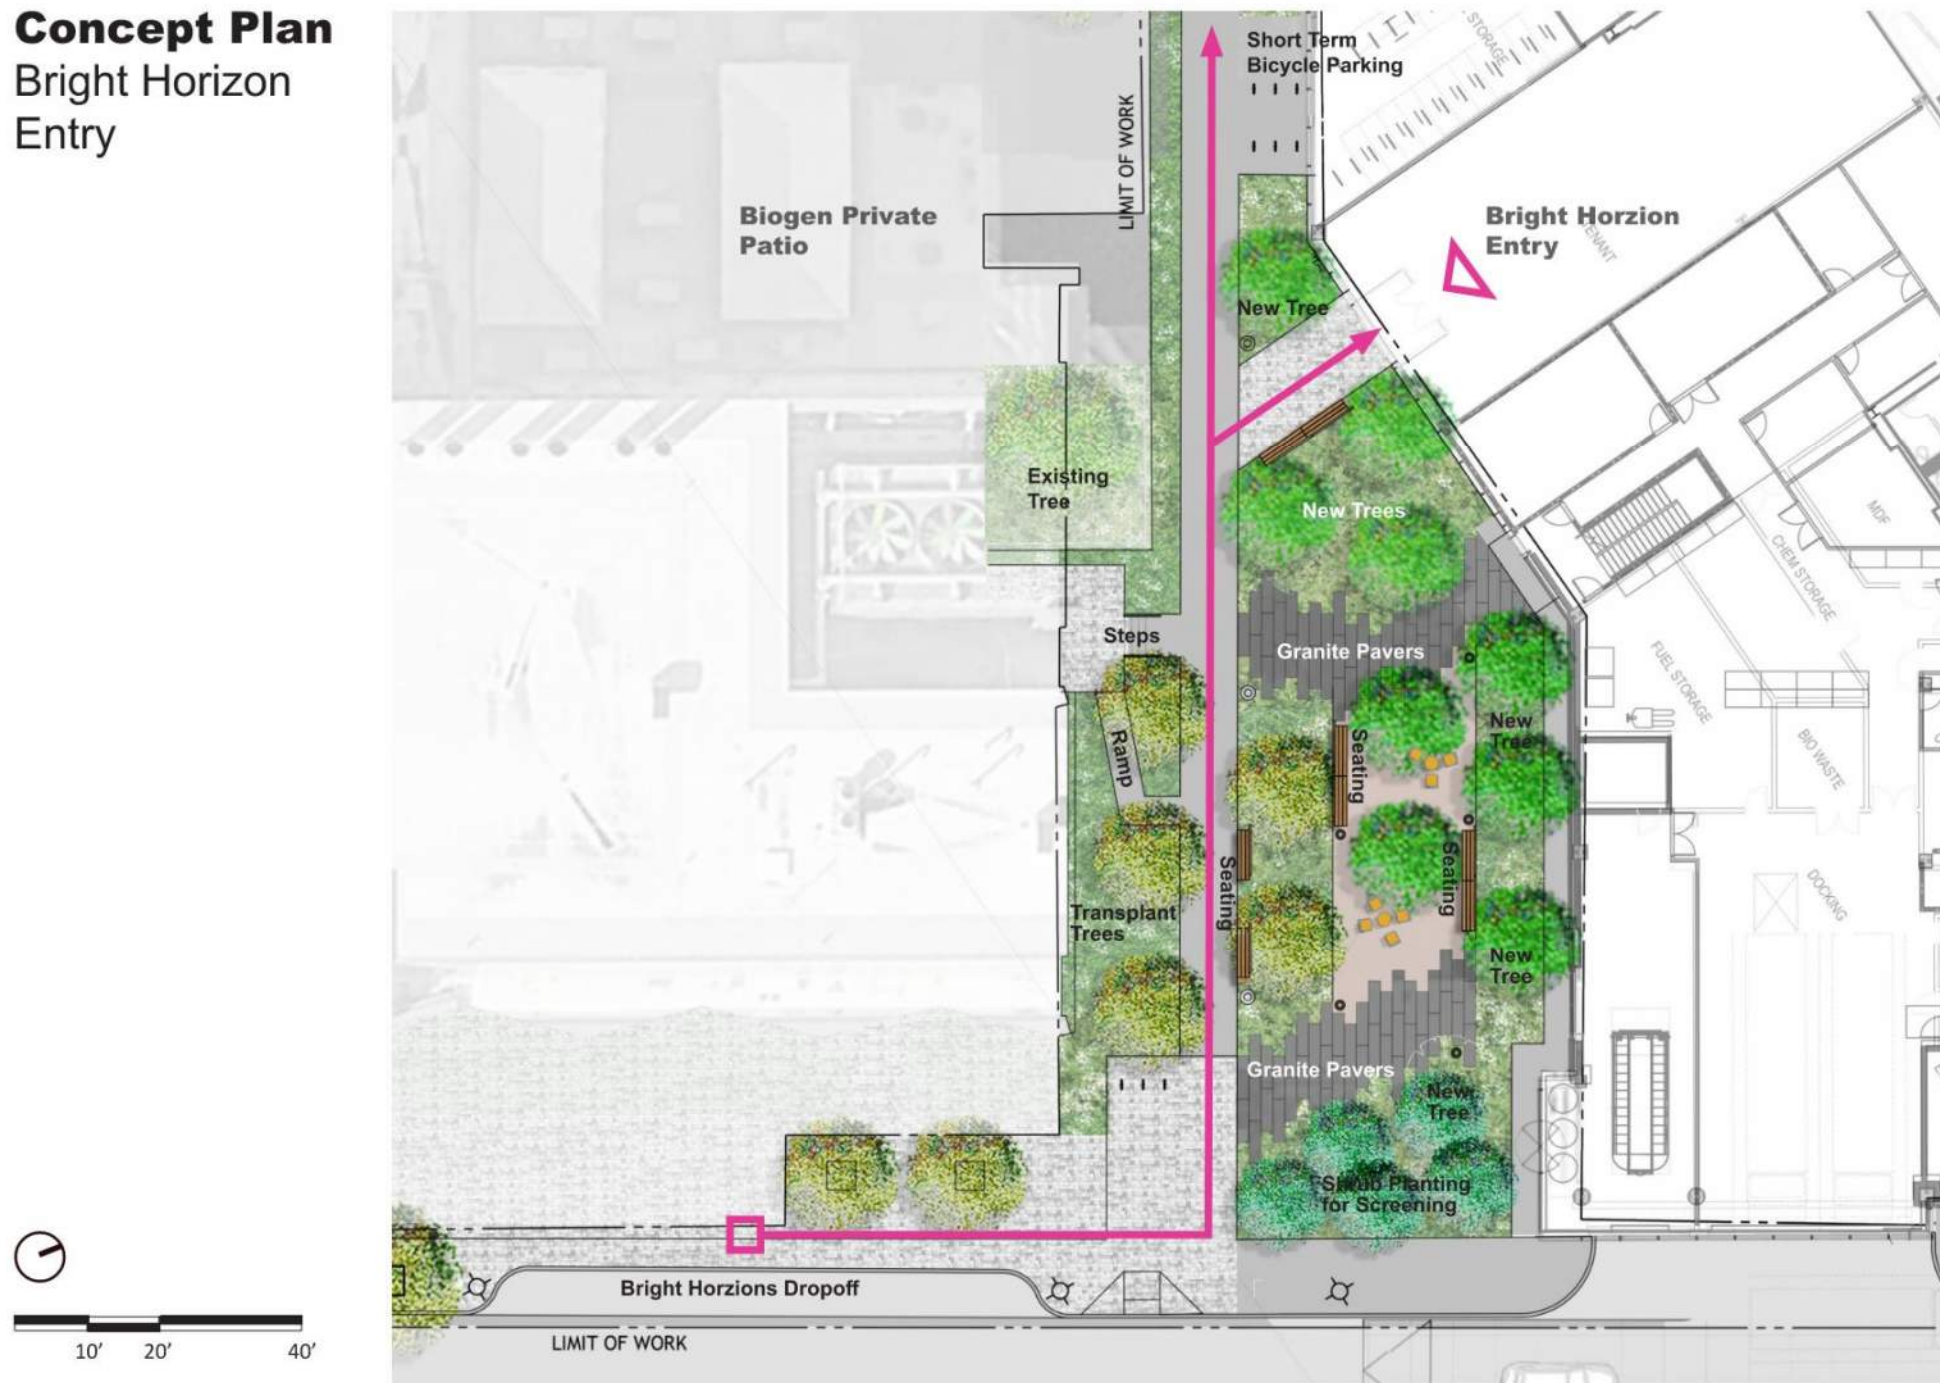 Concept Plan
Bright Horizon
Entry
Short Term
Bicycle Parking
STORAGE
LIMIT OF WORK
Biogen Private
Patio
Bright Horzion
Entry
New Tree
Existing
Tree
New Trees
MDF
CHEM STORAGE
Steps
Granite Pavers
FUEL STORAGE
New
Tree
Ramp
Seating
BIO WASTE
Seating
Seating
DOCKING
Transplant
Trees
New
Tree
Granite Pavers
New
Tree
Shrub Planting
for Screening
Bright Horzions Dropoff
LIMIT OF WORK
10’
20’
40’